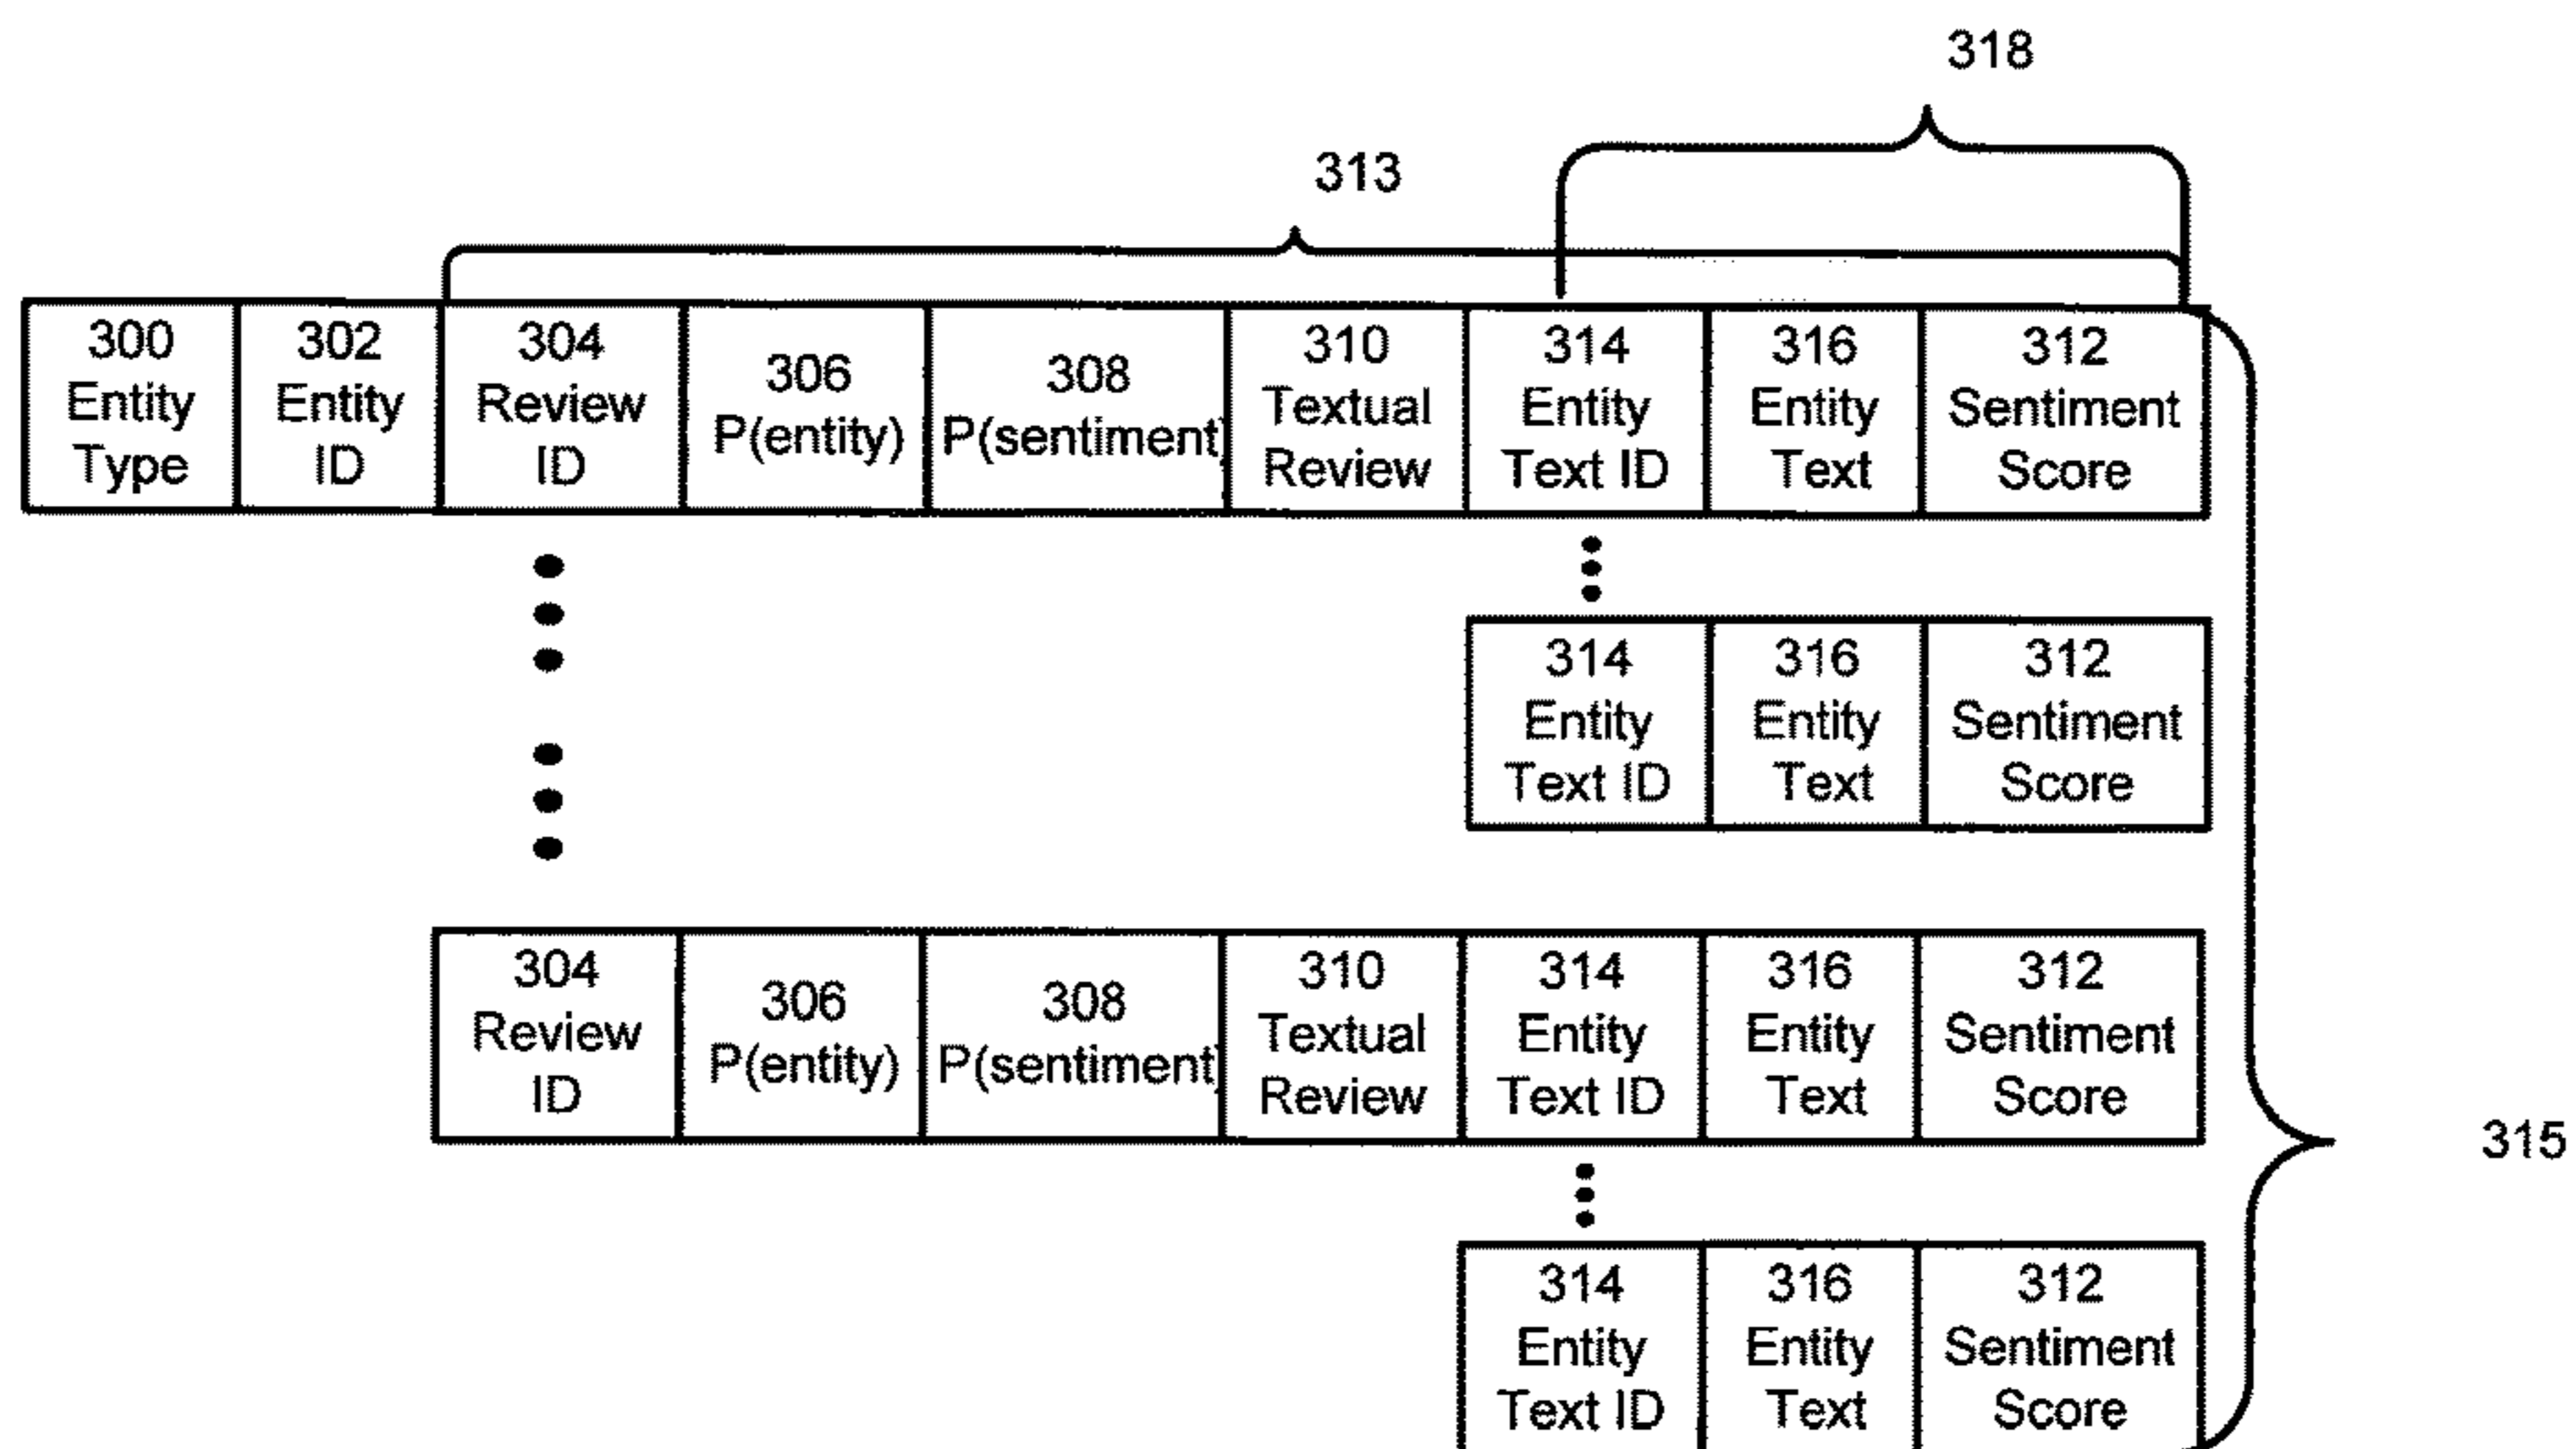 318
313
300
Entity
Type
302
Entity
ID
304
Review
ID
306
P(entity)
308
P(sentiment)
310
Textual
Review
314
Entity
Text ID
316
Entity
Text
312
Sentiment
Score
314
Entity
Text ID
316
Entity
Text
312
Sentiment
Score
304
Review
ID
306
P(entity)
308
P(sentiment)
310
Textual
Review
314
Entity
Text ID
316
Entity
Text
312
Sentiment
Score
315
314
Entity
Text ID
316
Entity
Text
312
Sentiment
Score